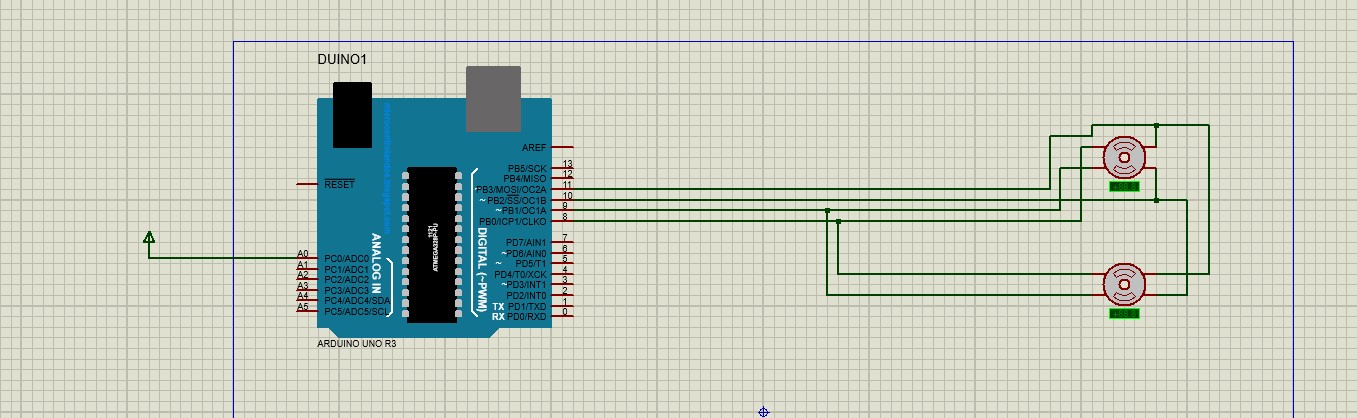 DUINO1
AREF
13
PB5/SCK
12
PB4/MISO
11
PB3/MOSI/OC2A
10
~ PB2/SS/OC1B
9
~ PB1/OC1A
8
PB0/ICP1/CLKO
RESET
7
PD7/AIN1
6
~ PD6/AIN0
5
~ PD5/T1
4
PD4/T0/XCK
3
~ PD3/INT1
2
PD2/INT0
1
TX PD1/TXD
0
RX PD0/RXD
ATMEGA328P-PU
ANALOG IN
DIGITAL (~PWM)
A0
PC0/ADC0
A1
PC1/ADC1
A2
PC2/ADC2
A3
PC3/ADC3
A4
PC4/ADC4/SDA
A5
PC5/ADC5/SCL
ARDUINO UNO R3